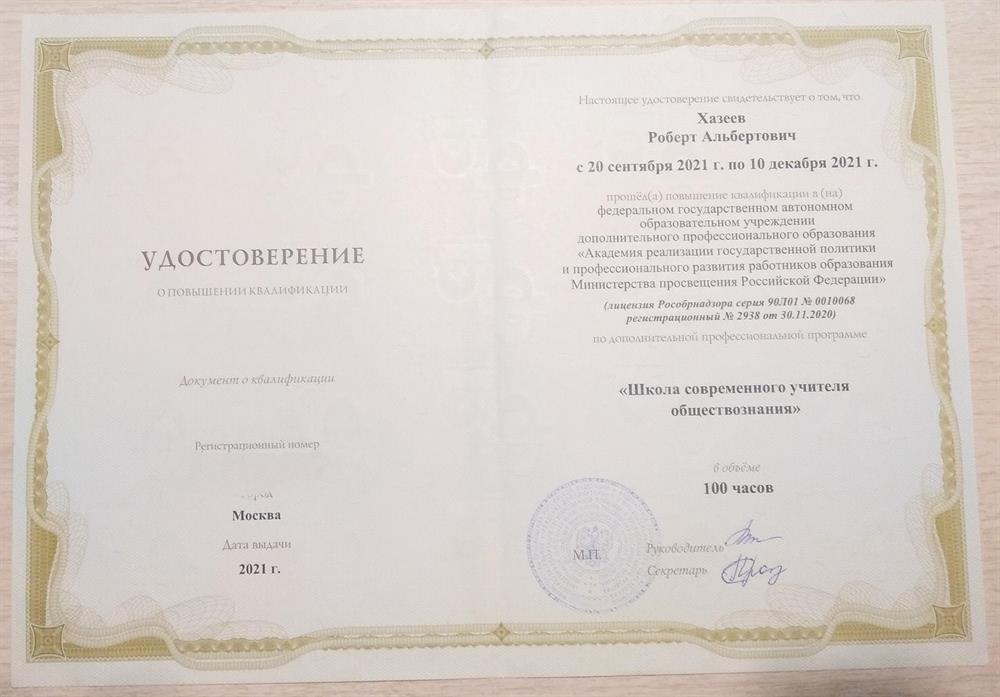 УДОСТОВЕРЕНИЕ
О ПОВЫШЕНИИ КВАЛИФИКАЦИИ
Документ о квалификации
Регистрационный номер
Москва
Дата выдачи
2021 г.
Настоящее удостоверение свидетельствует о том, что
Хазеев
Роберт Альбертович
с 20 сентября 2021 г. по 10 декабря 2021 г.
прошёл(а) повышение квалификации в (на)
федеральном государственном автономном
образовательном учреждении
дополнительного профессионального образования
«Академия реализации государственной политики
и профессионального развития работников образования
Министерства просвещения Российской Федерации»
(лицензия Рособрнадзора серия 90Л01 № 0010068
регистрационный № 2938 от 30.11.2020)
по дополнительной профессиональной программе
«Школа современного учителя
обществознания»
в объёме
100 часов
М.П.
Руководитель
Секретарь